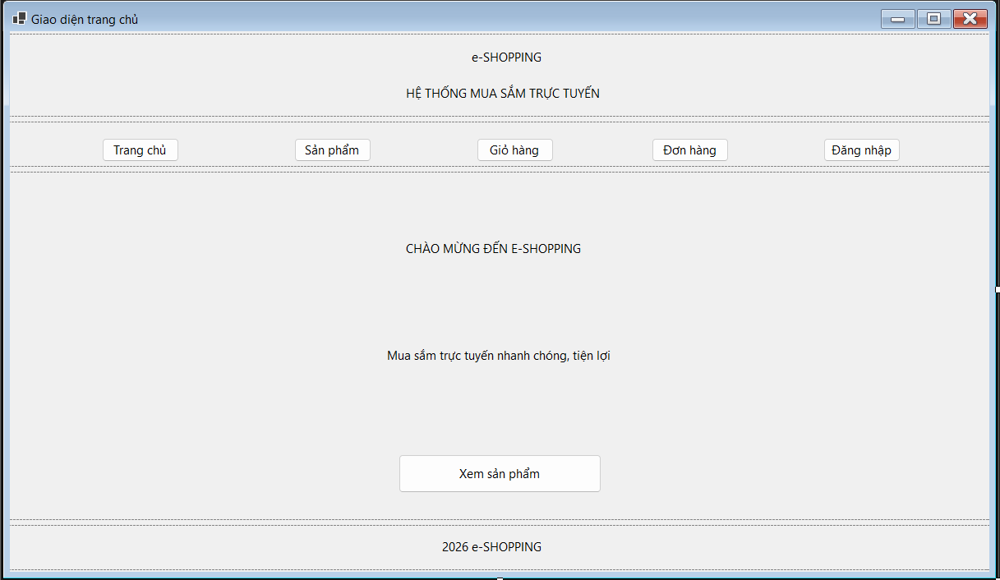 Giao diện trang chủ
e-SHOPPING
HỆ THỐNG MUA SẮM TRỰC TUYẾN
Trang chủ Sản phẩm Giỏ hàng Đơn hàng Đăng nhập
CHÀO MỪNG ĐẾN E-SHOPPING
Mua sắm trực tuyến nhanh chóng, tiện lợi
Xem sản phẩm
2026 e-SHOPPING